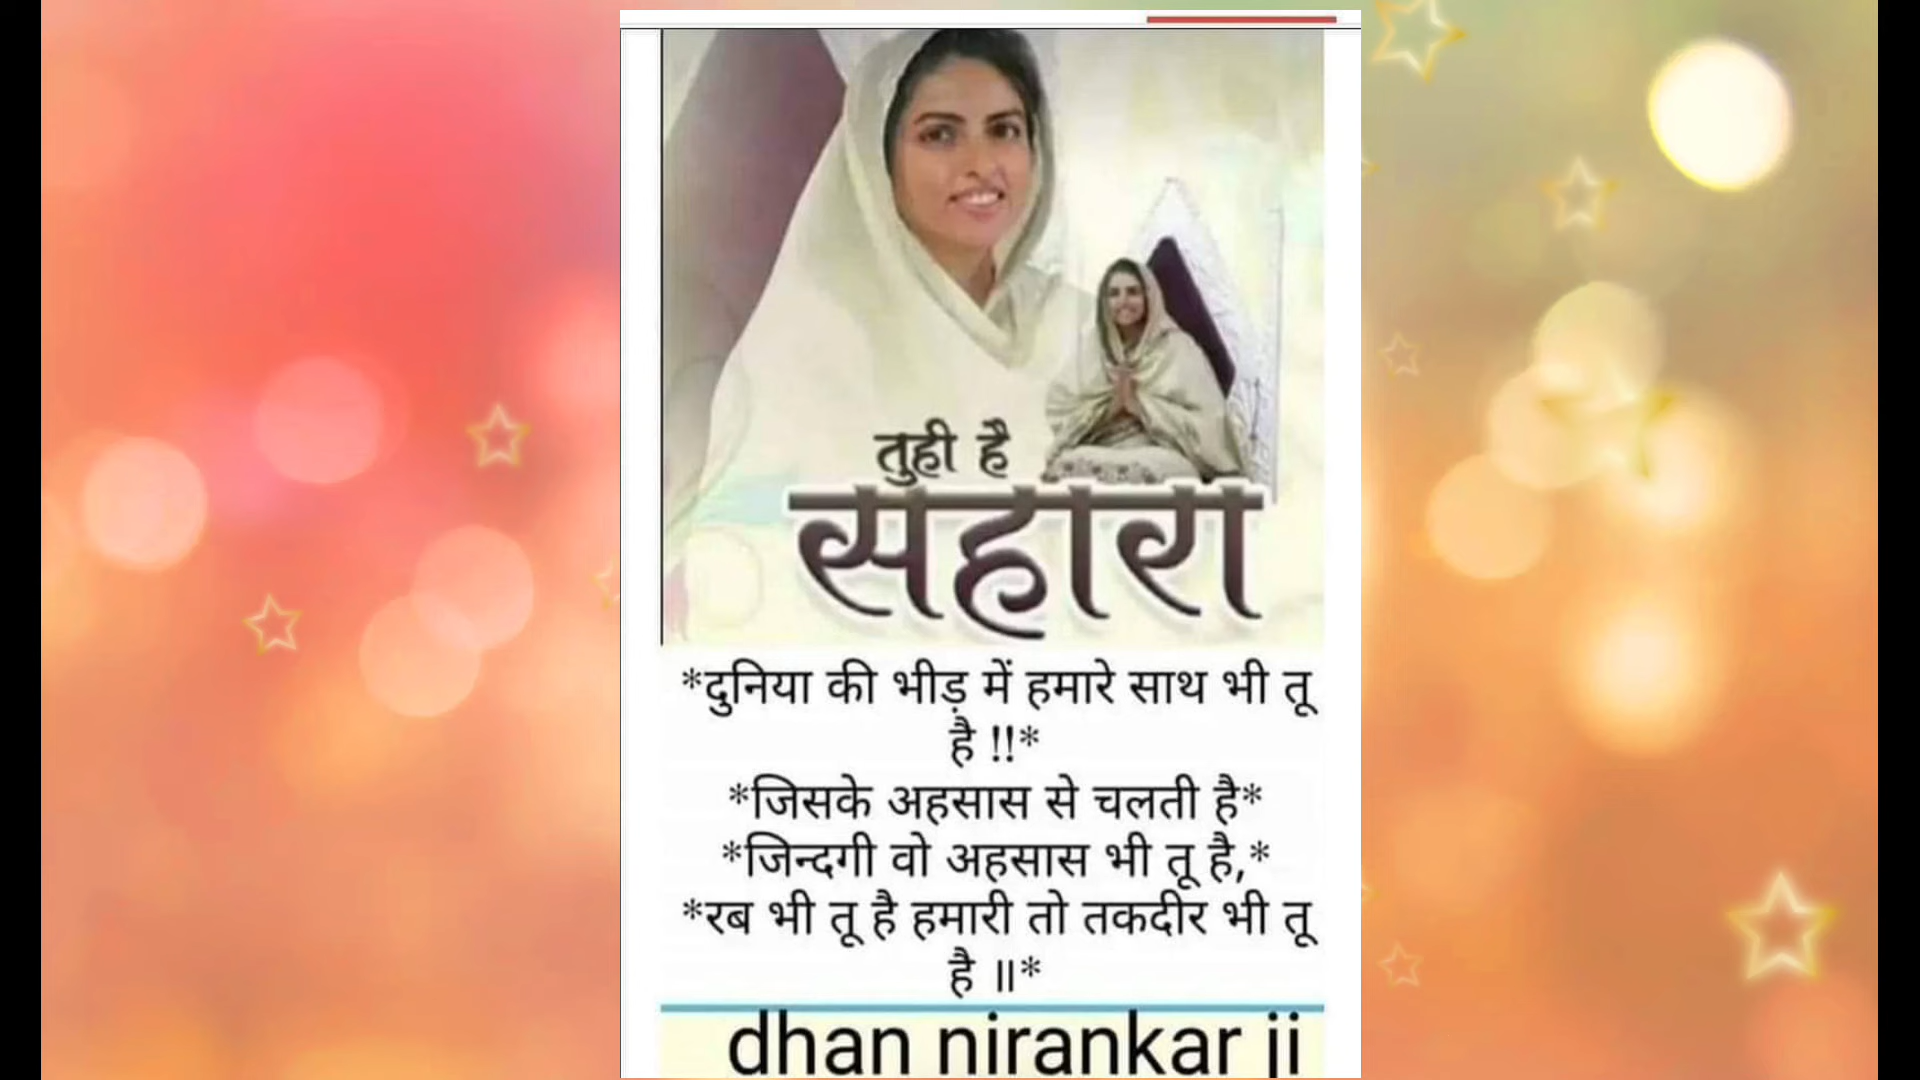 तुही है
सहारा
*दुनिया की भीड़ में हमारे साथ भी तू
है !!*
*जिसके अहसास से चलती है*
*जिन्दगी वो अहसास भी तू है,*
*रब भी तू है हमारी तो तकदीर भी तू
है ॥*
dhan nirankar ji